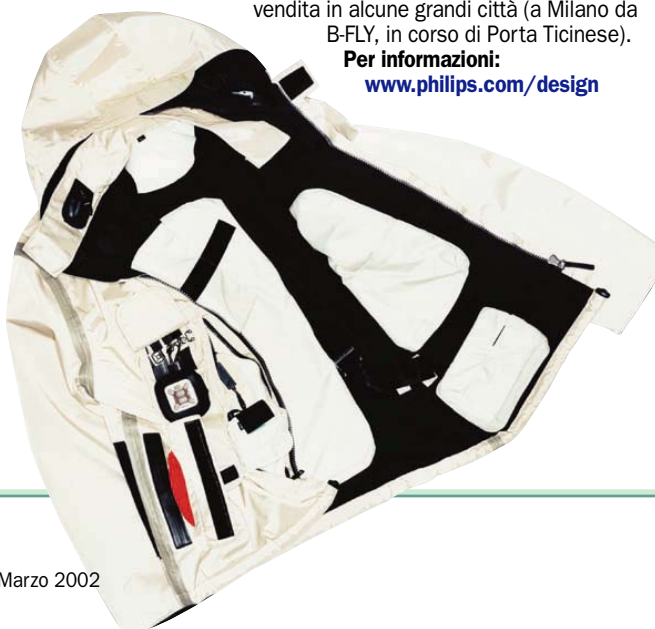 vendita in alcune grandi città (a Milano da
B-FLY, in corso di Porta Ticinese).
Per informazioni:
www.philips.com/design
Marzo 2002